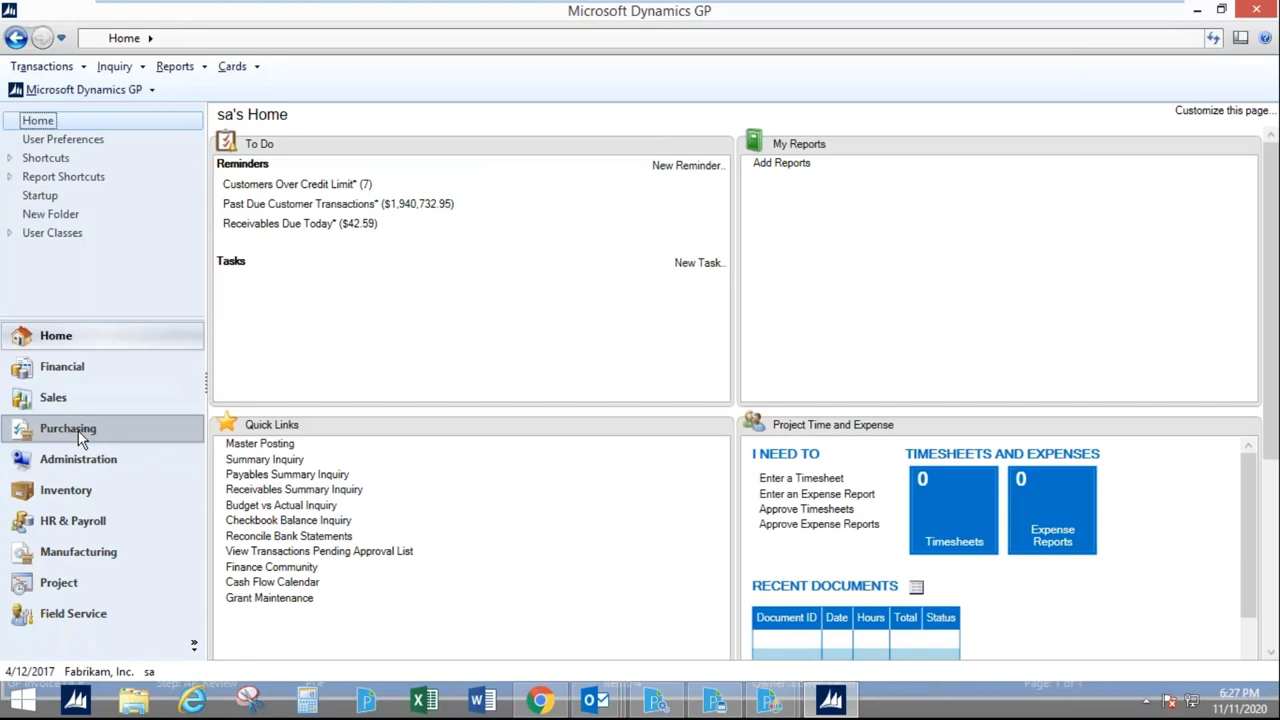 Microsoft Dynamics GP
Home
Transactions Inquiry Reports Cards
Microsoft Dynamics GP
Home
User Preferences
Shortcuts
Report Shortcuts
Startup
New Folder
User Classes
Home
Financial
Sales
Purchasing
Administration
Inventory
HR & Payroll
Manufacturing
Project
Field Service
sa's Home
Customize this page...
To Do
Reminders
New Reminder..
Customers Over Credit Limit* (7)
Past Due Customer Transactions* ($1,940,732.95)
Receivables Due Today* ($42.59)
Tasks
New Task..
My Reports
Add Reports
Quick Links
Master Posting
Summary Inquiry
Payables Summary Inquiry
Receivables Summary Inquiry
Budget vs Actual Inquiry
Checkbook Balance Inquiry
Reconcile Bank Statements
View Transactions Pending Approval List
Finance Community
Cash Flow Calendar
Grant Maintenance
Project Time and Expense
I NEED TO
Enter a Timesheet
Enter an Expense Report
Approve Timesheets
Approve Expense Reports
TIMESHEETS AND EXPENSES
0
Timesheets
0
Expense
Reports
RECENT DOCUMENTS
Document ID Date Hours Total Status
4/12/2017 Fabrikam, Inc. sa
Page: 1 of 1
6:27 PM
11/11/2020